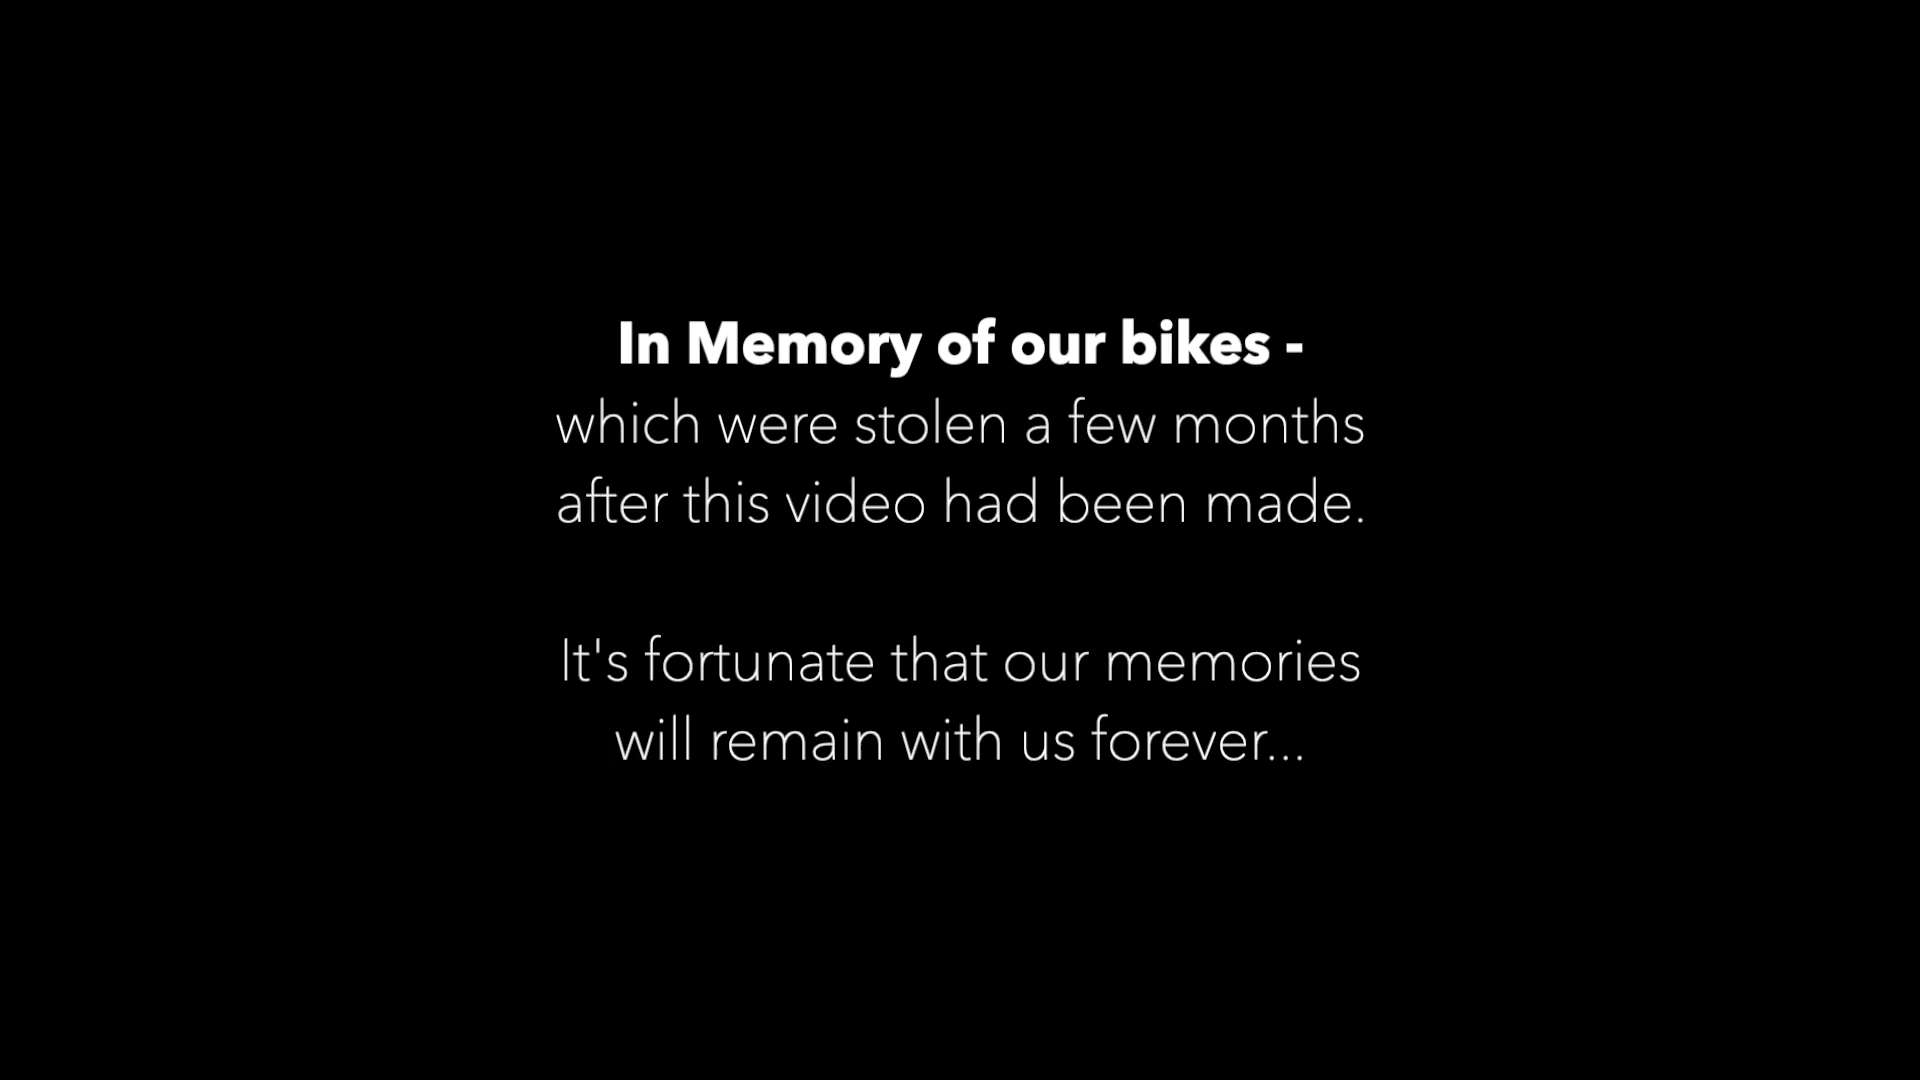 In Memory of our bikes -
which were stolen a few months
after this video had been made.
It's fortunate that our memories
will remain with us forever...